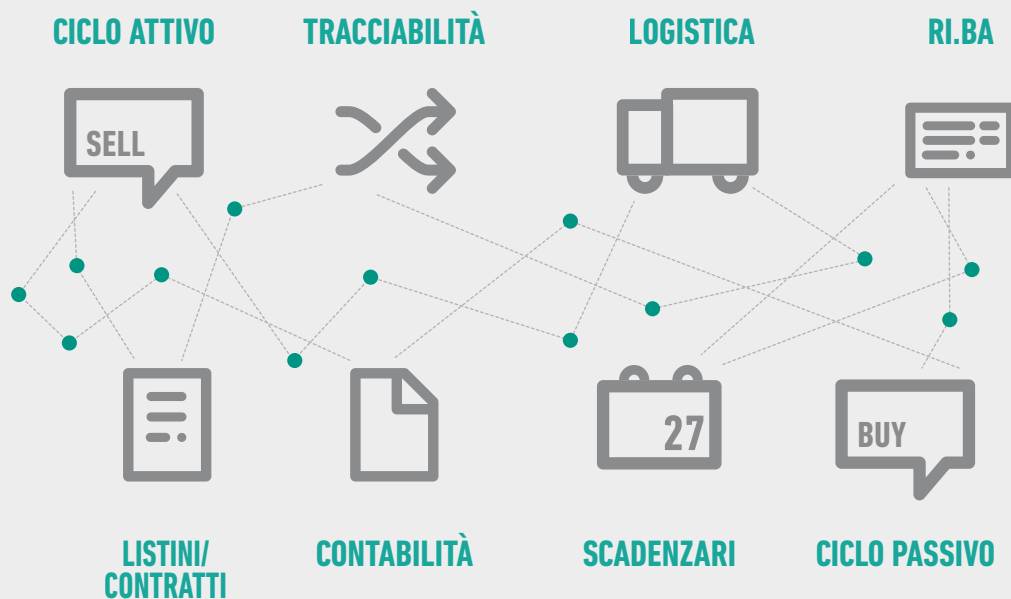 CICLO ATTIVO
TRACCIABILITÀ
LOGISTICA
RI.BA
SELL
27
BUY
LISTINI/
CONTRATTI
CONTABILITÀ
SCADENZARI
CICLO PASSIVO